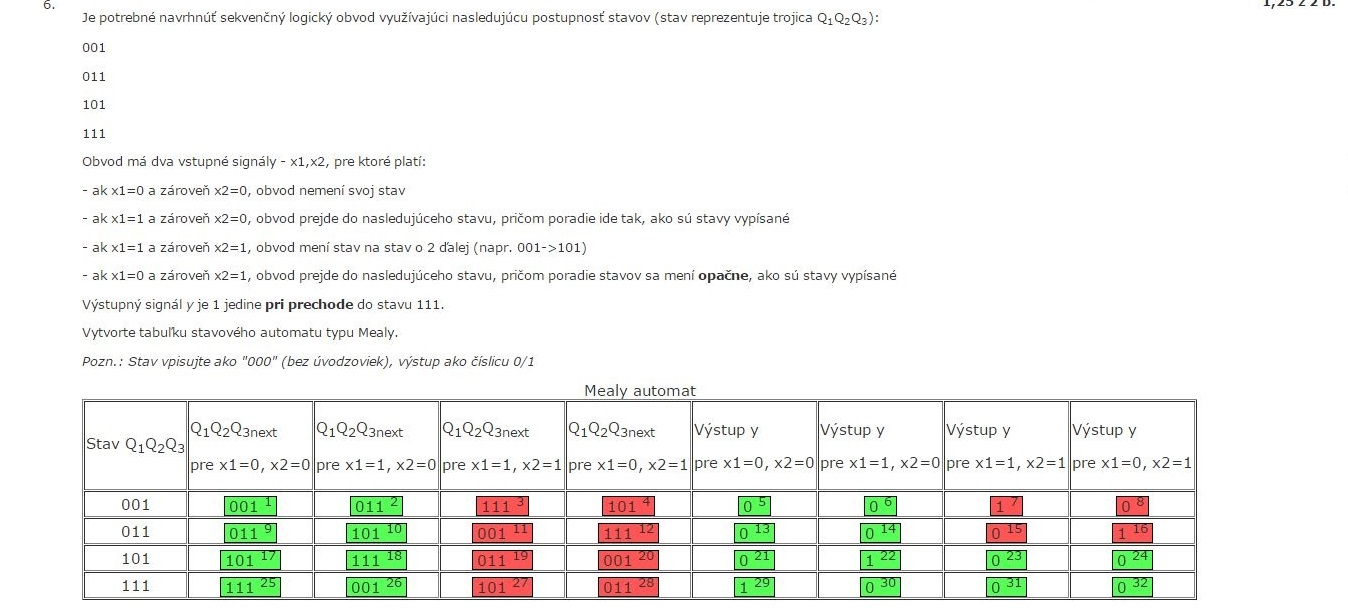 6.
1,25 z 2 b.
Je potrebné navrhnúť sekvenčný logický obvod využívajúci nasledujúcu postupnosť stavov (stav reprezentuje trojica Q₁Q₂Q₃):
001
011
101
111
Obvod má dva vstupné signály - x1,x2, pre ktoré platí:
- ak x1=0 a zároveň x2=0, obvod nemení svoj stav
- ak x1=1 a zároveň x2=0, obvod prejde do nasledujúceho stavu, pričom poradie ide tak, ako sú stavy vypísané
- ak x1=1 a zároveň x2=1, obvod mení stav na stav o 2 ďalej (napr. 001->101)
- ak x1=0 a zároveň x2=1, obvod prejde do nasledujúceho stavu, pričom poradie stavov sa mení opačne, ako sú stavy vypísané
Výstupný signál y je 1 jedine pri prechode do stavu 111.
Vytvorte tabuľku stavového automatu typu Mealy.
Pozn.: Stav vpisujte ako "000" (bez úvodzoviek), výstup ako číslicu 0/1
Mealy automat
Stav Q₁Q₂Q₃ Q₁Q₂Q₃next Q₁Q₂Q₃next Q₁Q₂Q₃next Q₁Q₂Q₃next Výstup y Výstup y Výstup y Výstup y
pre x1=0, x2=0 pre x1=1, x2=0 pre x1=1, x2=1 pre x1=0, x2=1 pre x1=0, x2=0 pre x1=1, x2=0 pre x1=1, x2=1 pre x1=0, x2=1
001 001 1 011 2 111 3 101 4 0 5 0 6 1 7 0 8
011 011 9 101 10 001 11 111 12 0 13 0 14 0 15 1 16
101 101 17 111 18 011 19 001 20 0 21 1 22 0 23 0 24
111 111 25 001 26 101 27 011 28 1 29 0 30 0 31 0 32